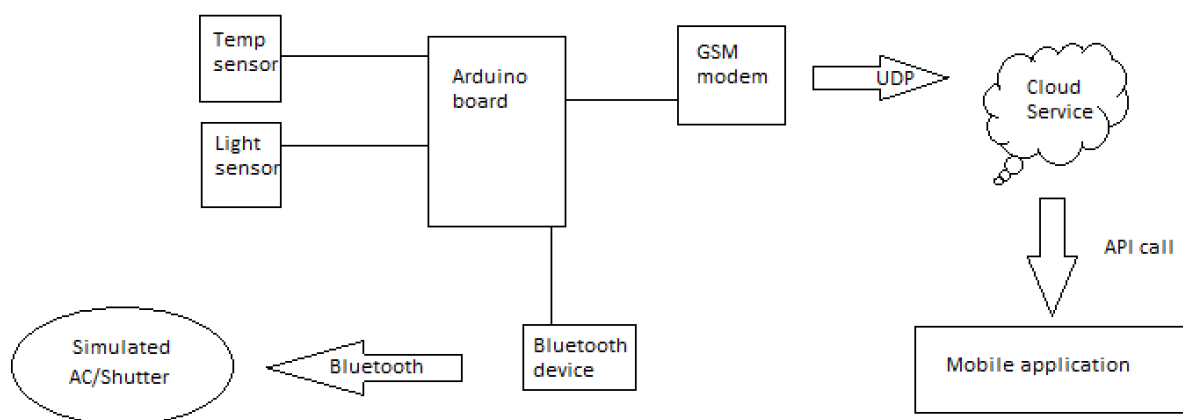 Temp
sensor
Arduino
board
GSM
modem
UDP
Cloud
Service
Light
sensor
API call
Simulated
AC/Shutter
Bluetooth
Bluetooth
device
Mobile application